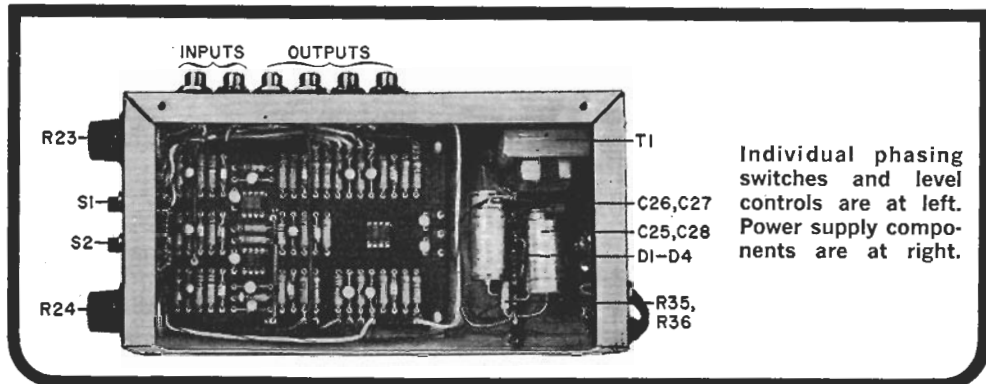 INPUTS OUTPUTS
R23
S1
S2
R24
T1
C26,C27
C25,C28
D1-D4
R35,
R36
Individual phasing
switches and level
controls are at left.
Power supply compo-
nents are at right.